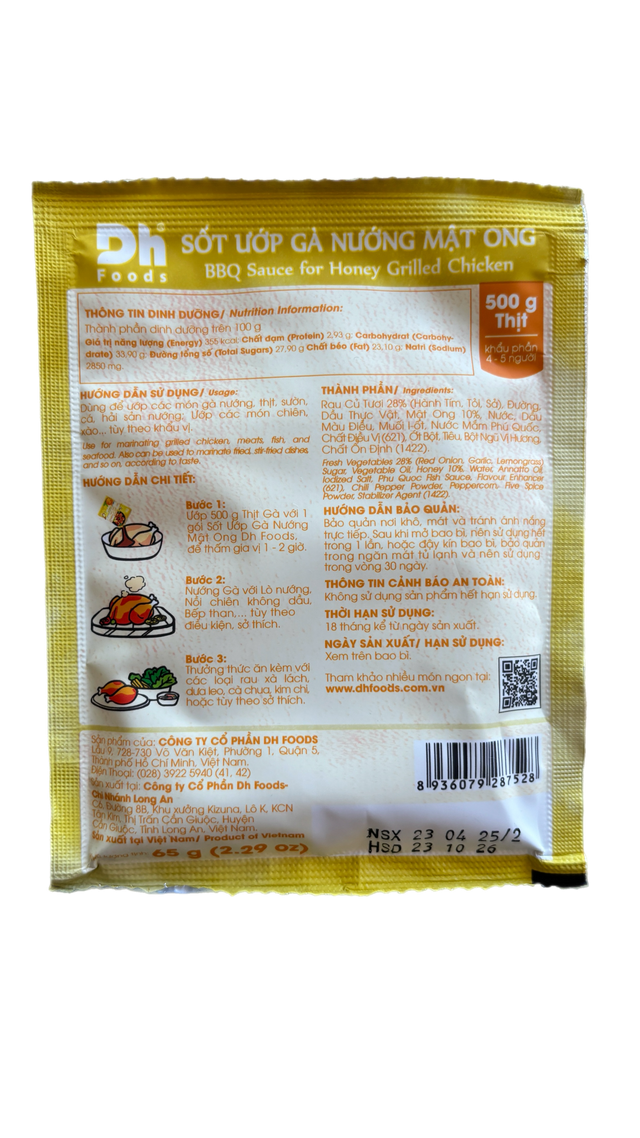 Dh
Foods
SỐT ƯỚP GÀ NƯỚNG MẬT ONG
BBQ Sauce for Honey Grilled Chicken
THÔNG TIN DINH DƯỠNG/ Nutrition Information:
Thành phần dinh dưỡng trên 100 g
Giá trị năng lượng (Energy) 355 kcal; Chất đạm (Protein) 2,93 g; Carbohydrat (Carbohy-
drate) 33,90 g; Đường tổng số (Total Sugars) 27,90 g Chất béo (Fat) 23,10 g; Natri (Sodium)
2850 mg.
500 g
Thịt
khẩu phần
4 - 5 người
HƯỚNG DẪN SỬ DỤNG/ Usage:
Dùng để ướp các món gà nướng, thịt, sườn,
cá, hải sản nướng; Ướp các món chiên,
xào... tùy theo khẩu vị.
Use for marinating grilled chicken, meats, fish, and
seafood. Also can be used to marinate fried, stir-fried dishes,
and so on, according to taste.
HƯỚNG DẪN CHI TIẾT:
Bước 1:
Ướp 500 g Thịt Gà với 1
gói Sốt Ướp Gà Nướng
Mật Ong Dh Foods,
để thấm gia vị 1 - 2 giờ.
Bước 2:
Nướng Gà với Lò nướng,
Nồi chiên không dầu,
Bếp than,... tùy theo
điều kiện, sở thích.
Bước 3:
Thưởng thức ăn kèm với
các loại rau xà lách,
dưa leo, cà chua, kim chi,
hoặc tùy theo sở thích.
THÀNH PHẦN/ Ingredients:
Rau Củ Tươi 28% (Hành Tím, Tỏi, Sả), Đường,
Dầu Thực Vật, Mật Ong 10%, Nước, Dầu
Màu Điều, Muối I-ốt, Nước Mắm Phú Quốc,
Chất Điều Vị (621), Ớt Bột, Tiêu, Bột Ngũ Vị Hương,
Chất Ổn Định (1422).
Fresh Vegetables 28% (Red Onion, Garlic, Lemongrass)
Sugar, Vegetable Oil, Honey 10%, Water, Annatto Oil,
Iodized Salt, Phu Quoc Fish Sauce, Flavour Enhancer
(621), Chili Pepper Powder, Peppercorn, Five Spice
Powder, Stabilizer Agent (1422).
HƯỚNG DẪN BẢO QUẢN:
Bảo quản nơi khô, mát và tránh ánh nắng
trực tiếp. Sau khi mở bao bì, nên sử dụng hết
trong 1 lần, hoặc đậy kín bao bì, bảo quản
trong ngăn mát tủ lạnh và nên sử dụng
trong vòng 30 ngày.
THÔNG TIN CẢNH BÁO AN TOÀN:
Không sử dụng sản phẩm hết hạn sử dụng.
THỜI HẠN SỬ DỤNG:
18 tháng kể từ ngày sản xuất.
NGÀY SẢN XUẤT/ HẠN SỬ DỤNG:
Xem trên bao bì.
Tham khảo nhiều món ngon tại:
www.dhfoods.com.vn
Sản phẩm của: CÔNG TY CỔ PHẦN DH FOODS
Lầu 9, 728-730 Võ Văn Kiệt, Phường 1, Quận 5,
Thành phố Hồ Chí Minh, Việt Nam.
Điện Thoại: (028) 3922 5940 (41, 42)
Sản xuất tại: Công ty Cổ Phần Dh Foods-
Chi Nhánh Long An
Đường 8B, Khu xưởng Kizuna, Lô K, KCN
Tân Kim, Thị Trấn Cần Giuộc, Huyện
Cần Giuộc, Tỉnh Long An, Việt Nam.
Sản xuất tại Việt Nam/ Product of Vietnam
65 g (2.29 oz)
8 936079 287528
NSX 23 04 25/2
HSD 23 10 26